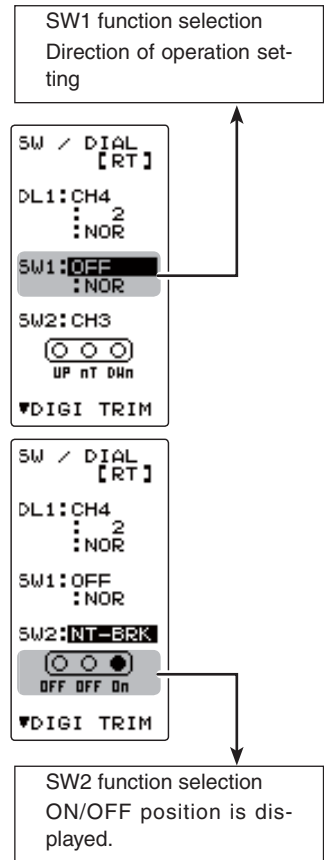 SW1 function selection
Direction of operation set-
ting
SW / DIAL
[RT]
DL1:CH4
: 2
:NOR
SW1:OFF
:NOR
SW2:CH3
UP nT DWn
▼DIGI TRIM
SW / DIAL
[RT]
DL1:CH4
: 2
:NOR
SW1:OFF
:NOR
SW2:NT-BRK
OFF OFF On
▼DIGI TRIM
SW2 function selection
ON/OFF position is dis-
played.